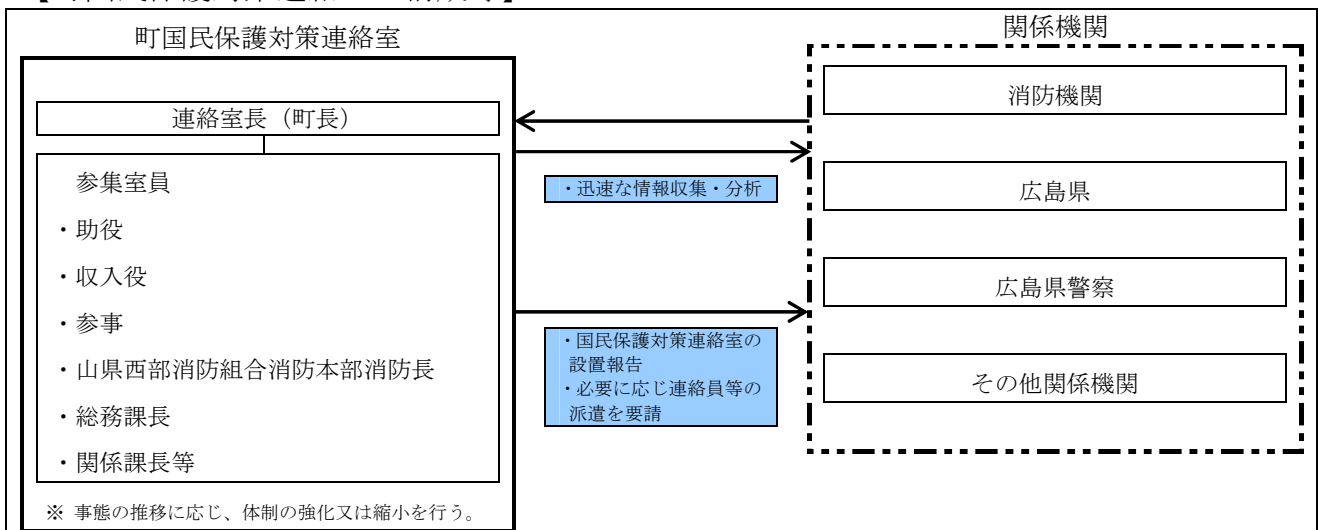 町国民保護対策連絡室
連絡室長（町長）
参集室員
・助役
・収入役
・参事
・山県西部消防組合消防本部消防長
・総務課長
・関係課長等
※ 事態の推移に応じ、体制の強化又は縮小を行う。
・迅速な情報収集・分析
・国民保護対策連絡室の
設置報告
・必要に応じ連絡員等の
派遣を要請
関係機関
消防機関
広島県
広島県警察
その他関係機関